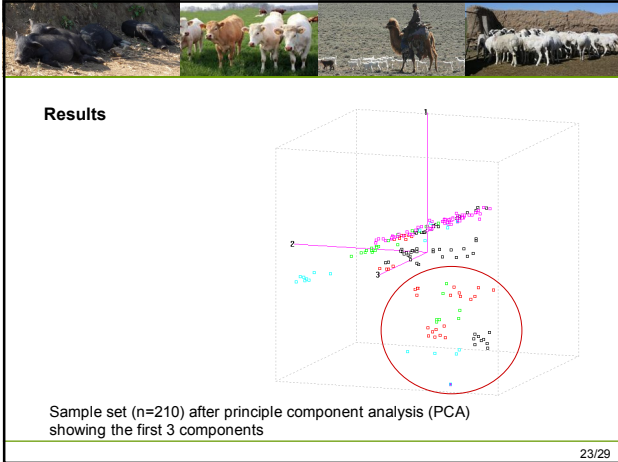 Results
1
2
3
Sample set (n=210) after principle component analysis (PCA)
showing the first 3 components
23/29